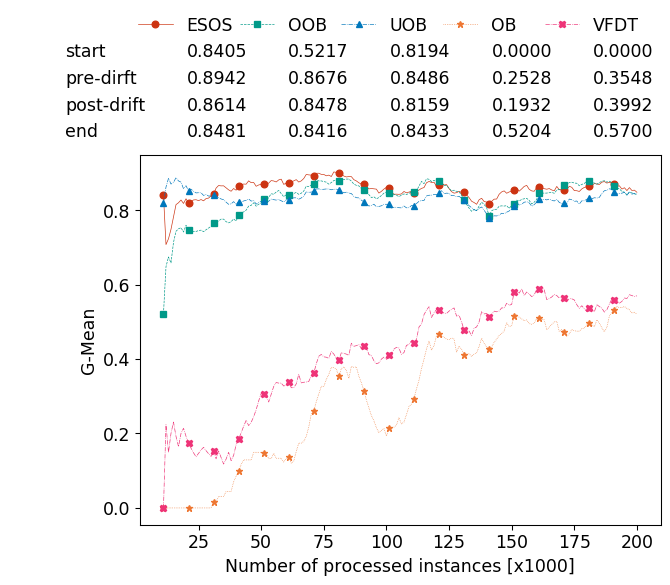 ESOS OOB UOB OB VFDT
start 0.8405 0.5217 0.8194 0.0000 0.0000
pre-dirft 0.8942 0.8676 0.8486 0.2528 0.3548
post-drift 0.8614 0.8478 0.8159 0.1932 0.3992
end 0.8481 0.8416 0.8433 0.5204 0.5700
0.8
0.6
0.4
0.2
0.0
G-Mean
25 50 75 100 125 150 175 200
Number of processed instances [x1000]